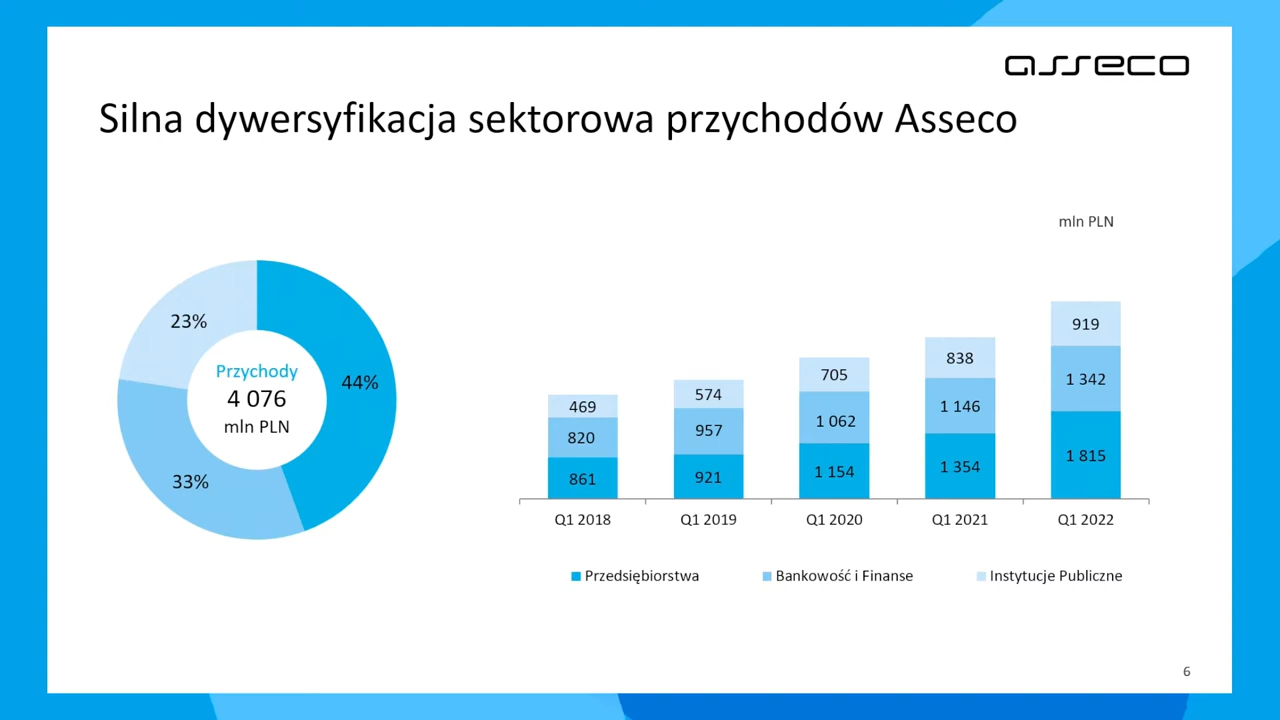 asseco
Silna dywersyfikacja sektorowa przychodów Asseco
mln PLN
23%
44%
33%
Przychody
4 076
mln PLN
469
574
705
838
919
820
957
1 062
1 146
1 342
861
921
1 154
1 354
1 815
Q1 2018
Q1 2019
Q1 2020
Q1 2021
Q1 2022
Przedsiębiorstwa
Bankowość i Finanse
Instytucje Publiczne
6